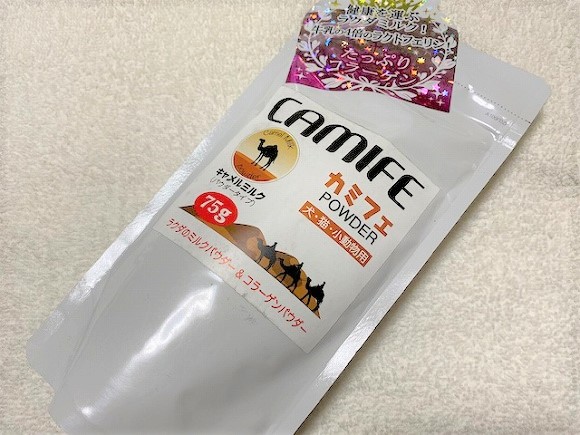 健康を運ぶ
ラクダミルク!
牛乳の4倍のラクトフェリン!
たっぷり
コラーゲン
CAMIFE
Camel Milk
キャメルミルク
(パウダータイプ)
カミフェ
POWDER
犬・猫・小動物用
75g
ラクダのミルクパウダー & コラーゲンパウダー